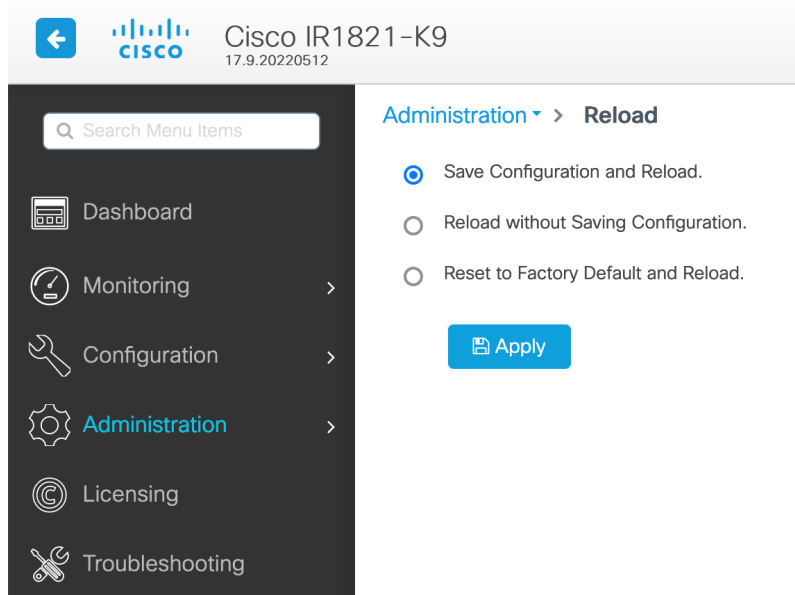 CISCO
Cisco IR1821-K9
17.9.20220512
Search Menu Items
Dashboard
Monitoring
Configuration
Administration
Licensing
Troubleshooting
Administration > Reload
Save Configuration and Reload.
Reload without Saving Configuration.
Reset to Factory Default and Reload.
Apply